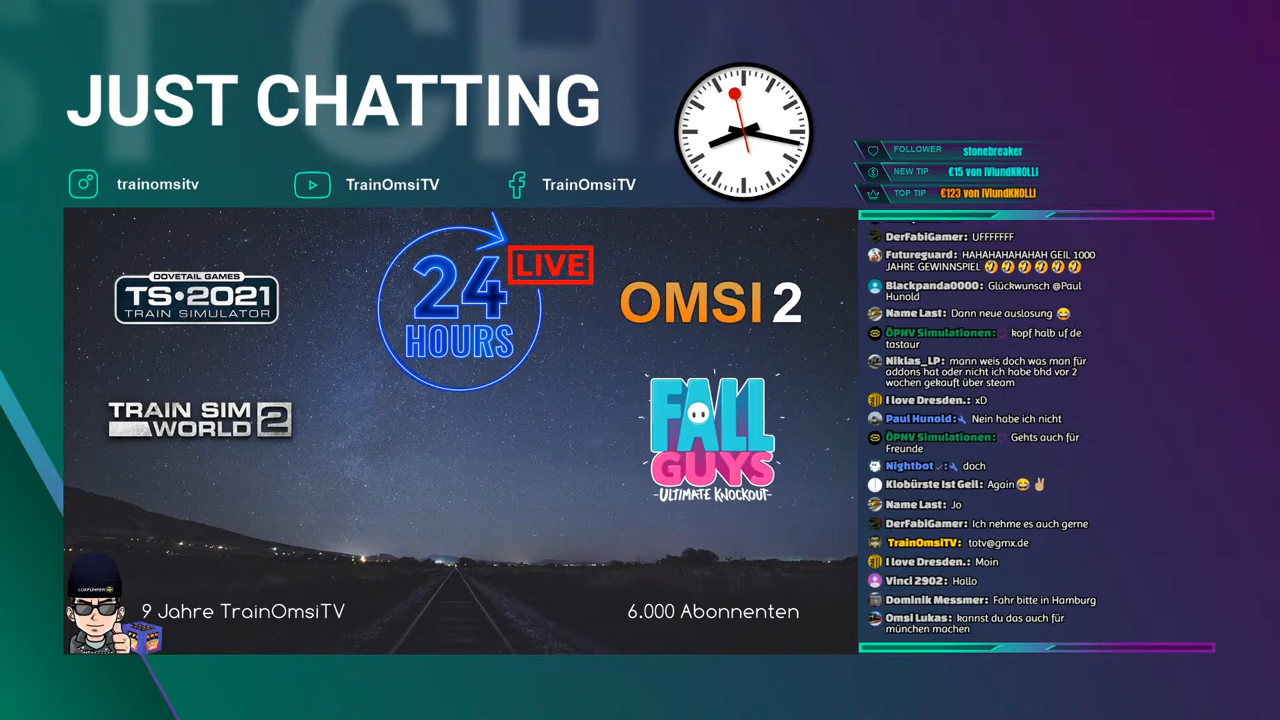 JUST CHATTING
trainomsitv
TrainOmsiTV
TrainOmsiTV
FOLLOWER stonebreaker
NEW TIP €15 von IVIundKNOLLI
TOP TIP €123 von IVIundKNOLLI
DOVETAIL GAMES
TS•2021
TRAIN SIMULATOR
24
HOURS
LIVE
OMSI 2
TRAIN SIM
WORLD 2
FALL
GUYS
-ULTIMATE KNOCKOUT-
LOKFÜHRER
9 Jahre TrainOmsiTV
6.000 Abonnenten
DerFabiGamer: UFFFFFFF
Futureguard: HAHAHAHAHAHAH GEIL 1000
JAHRE GEWINNSPIEL 🤣 🤣 🤣 🤣 🤣
Blackpanda0000: Glückwunsch @Paul
Hunold
Name Last: Dann neue auslosung 😂
ÖPNV Simulationen: kopf halb uf de
tastaur
Niklas_LP: mann weis doch was man für
addons hat oder nicht ich habe bhd vor 2
wochen gekauft über steam
I love Dresden.: xD
Paul Hunold: Nein habe ich nicht
ÖPNV Simulationen: Gehts auch für
Freunde
Nightbot: doch
Klobürste Ist Geil: Again 😂 ✌
Name Last: Jo
DerFabiGamer: Ich nehme es auch gerne
TrainOmsiTV: totv@gmx.de
I love Dresden.: Moin
Vinci 2902: Hallo
Dominik Messmer: Fahr bitte in Hamburg
Omsi Lukas: kannst du das auch für
münchen machen